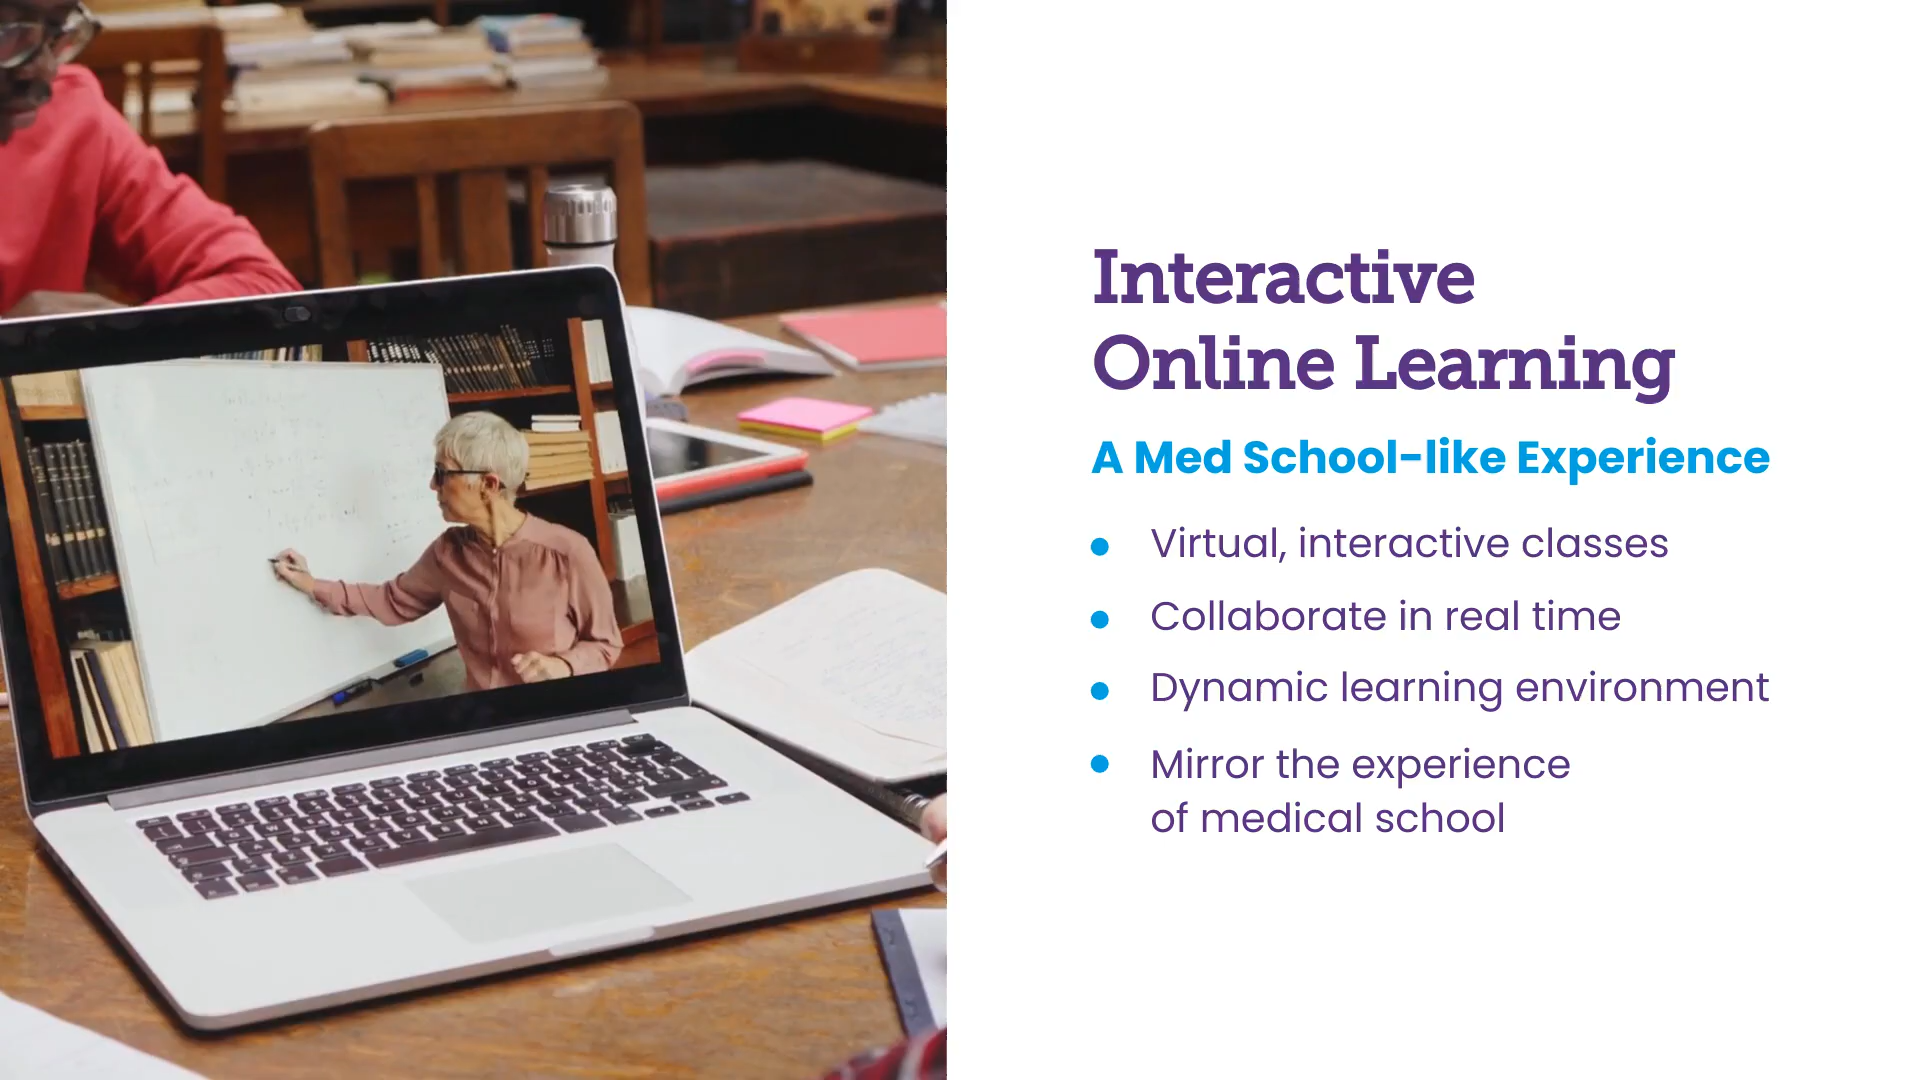 Interactive
Online Learning
A Med School-like Experience
Virtual, interactive classes
Collaborate in real time
Dynamic learning environment
Mirror the experience
of medical school